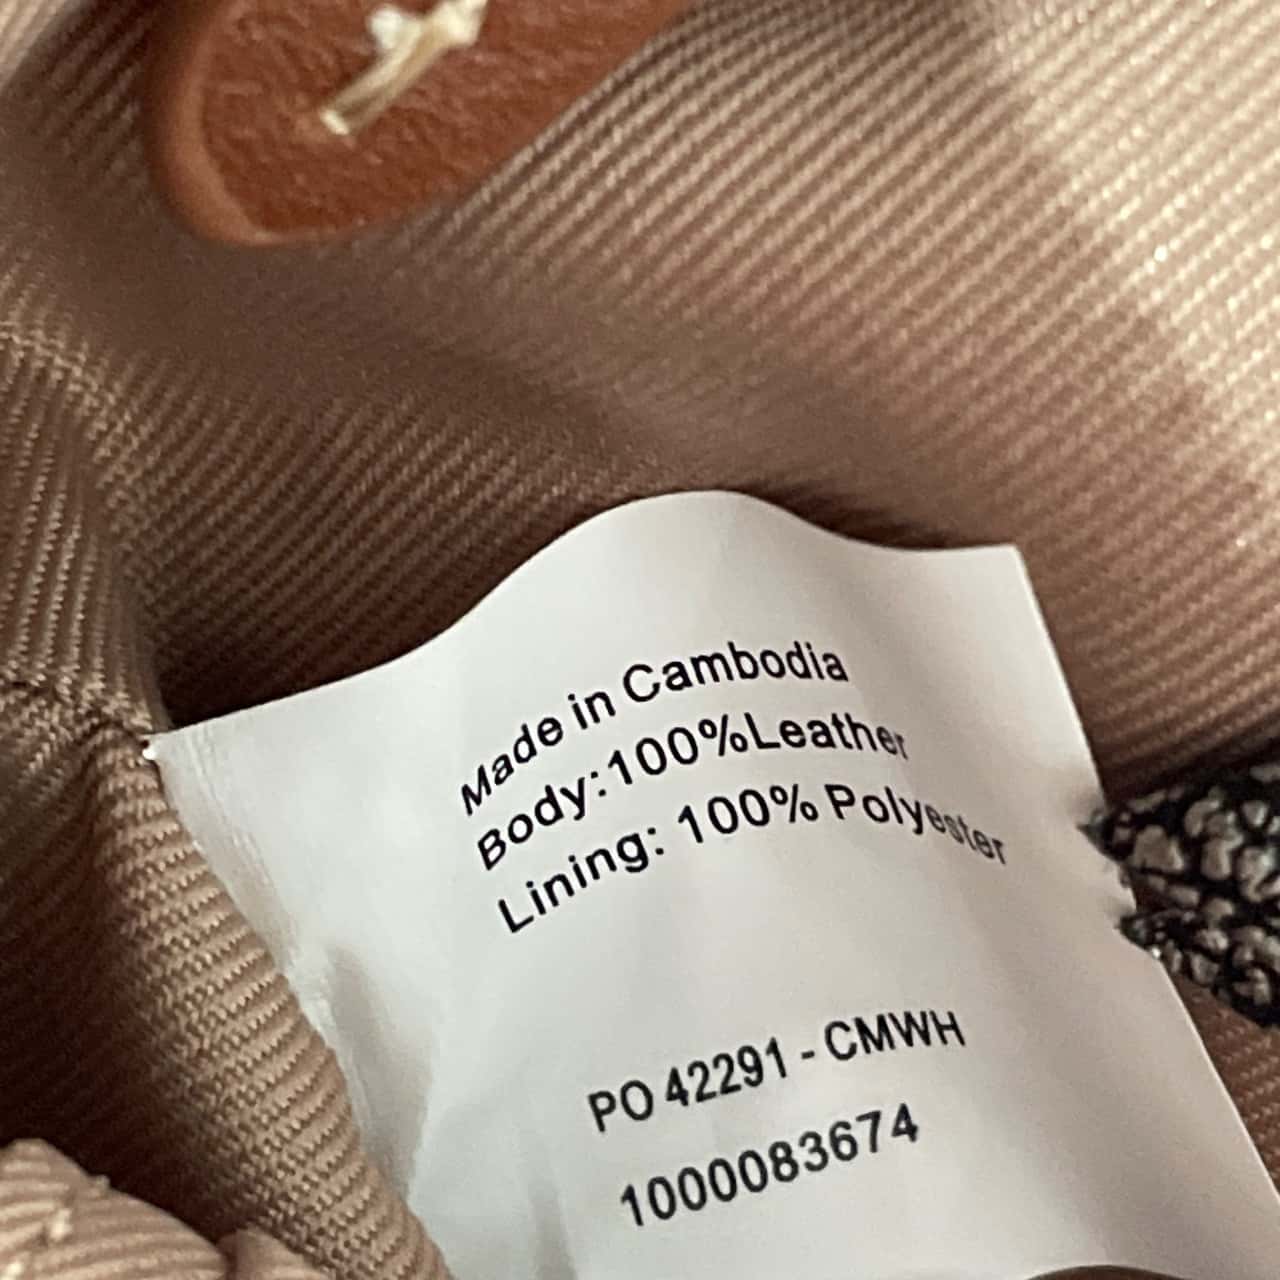 Made in Cambodia
Body:100%Leather
Lining: 100% Polyester
PO 42291 - CMWH
1000083674